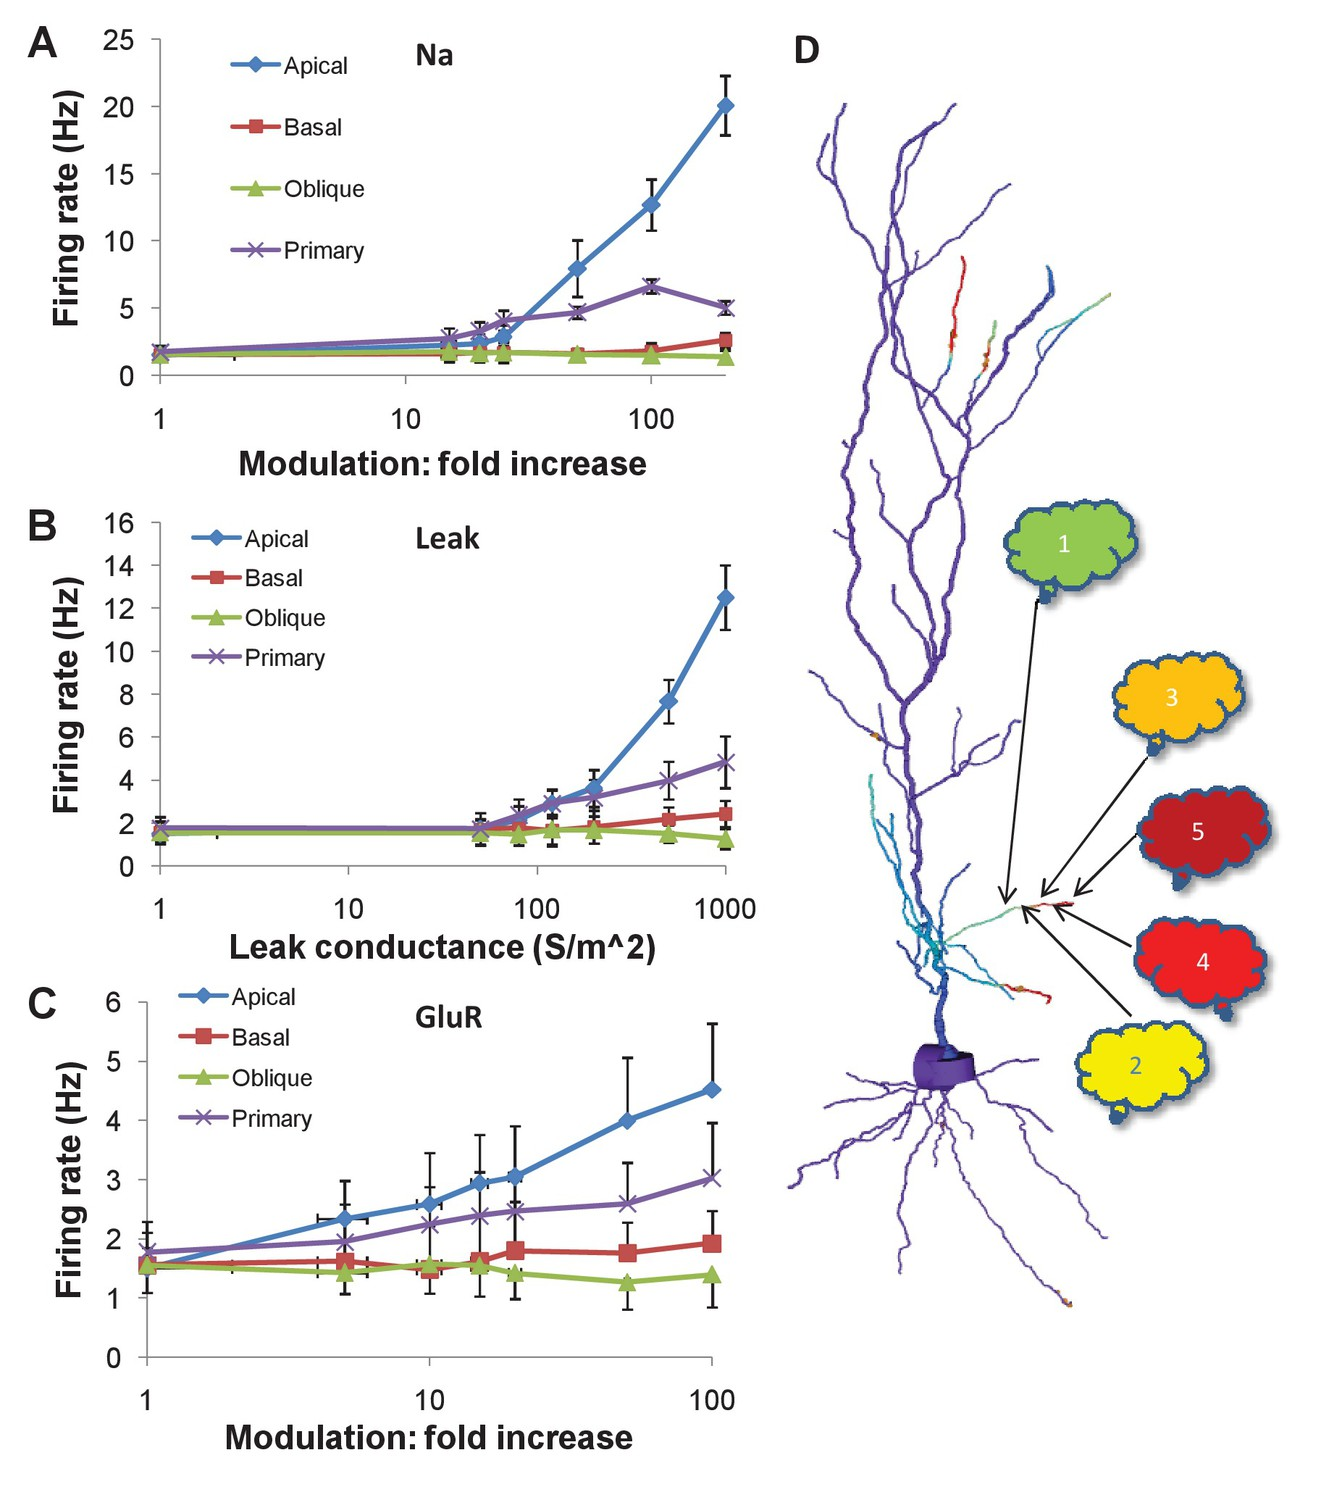 A
Na
Firing rate (Hz)
25
20
15
10
5
0
Apical
Basal
Oblique
Primary
1
10
100
Modulation: fold increase
B
Leak
Firing rate (Hz)
16
14
12
10
8
6
4
2
0
Apical
Basal
Oblique
Primary
1
10
100
1000
Leak conductance (S/m^2)
C
GluR
Firing rate (Hz)
6
5
4
3
2
1
0
Apical
Basal
Oblique
Primary
1
10
100
Modulation: fold increase
D
1
3
5
4
2